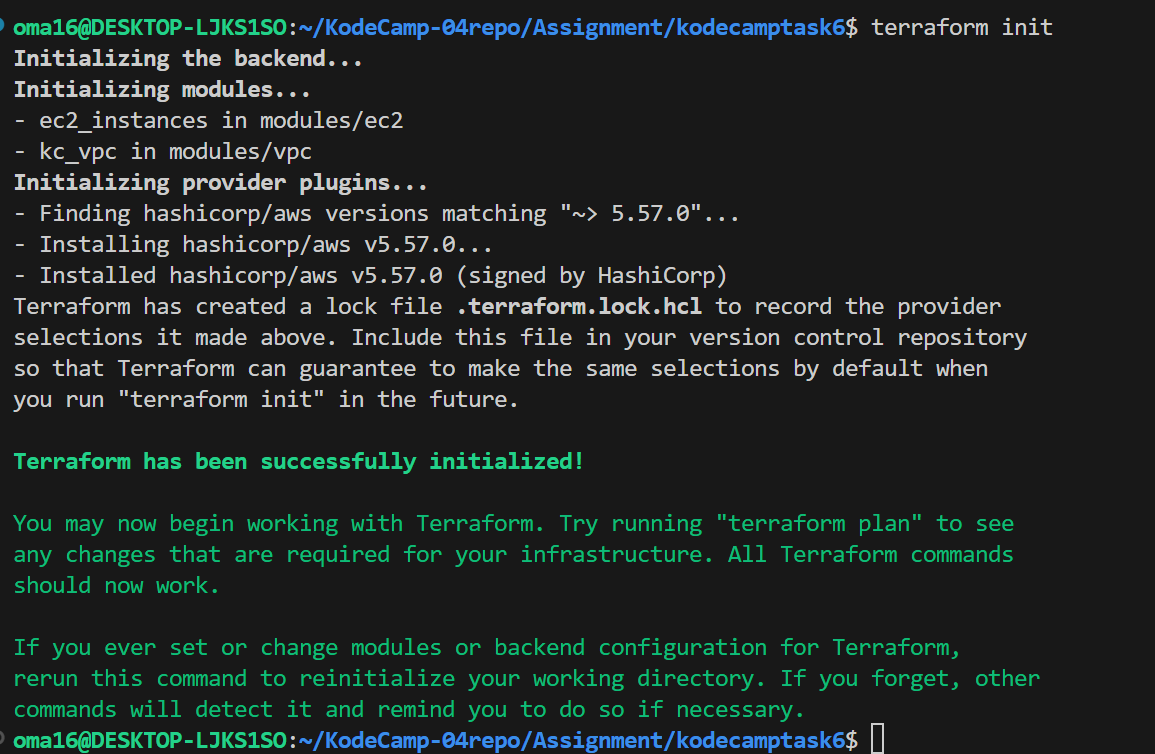 oma16@DESKTOP-LJKS1SO:~/KodeCamp-04repo/Assignment/kodecamptask6$ terraform init
Initializing the backend...
Initializing modules...
- ec2_instances in modules/ec2
- kc_vpc in modules/vpc
Initializing provider plugins...
- Finding hashicorp/aws versions matching "~> 5.57.0"...
- Installing hashicorp/aws v5.57.0...
- Installed hashicorp/aws v5.57.0 (signed by HashiCorp)
Terraform has created a lock file .terraform.lock.hcl to record the provider
selections it made above. Include this file in your version control repository
so that Terraform can guarantee to make the same selections by default when
you run "terraform init" in the future.
Terraform has been successfully initialized!
You may now begin working with Terraform. Try running "terraform plan" to see
any changes that are required for your infrastructure. All Terraform commands
should now work.
If you ever set or change modules or backend configuration for Terraform,
rerun this command to reinitialize your working directory. If you forget, other
commands will detect it and remind you to do so if necessary.
oma16@DESKTOP-LJKS1SO:~/KodeCamp-04repo/Assignment/kodecamptask6$